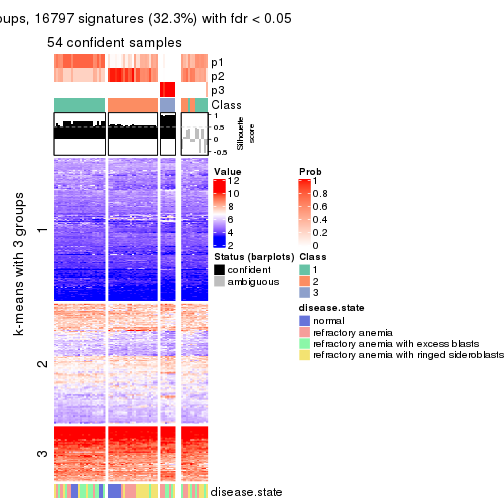 oups, 16797 signatures (32.3%) with fdr < 0.05
54 confident samples
p1
p2
p3
Class
1
0.5
0
-0.5
Silhouette
score
k-means with 3 groups
1
2
3
disease.state
Value
12
10
8
6
4
2
Prob
1
0.8
0.6
0.4
0.2
0
Status (barplots)
confident
ambiguous
Class
1
2
3
disease.state
normal
refractory anemia
refractory anemia with excess blasts
refractory anemia with ringed sideroblasts